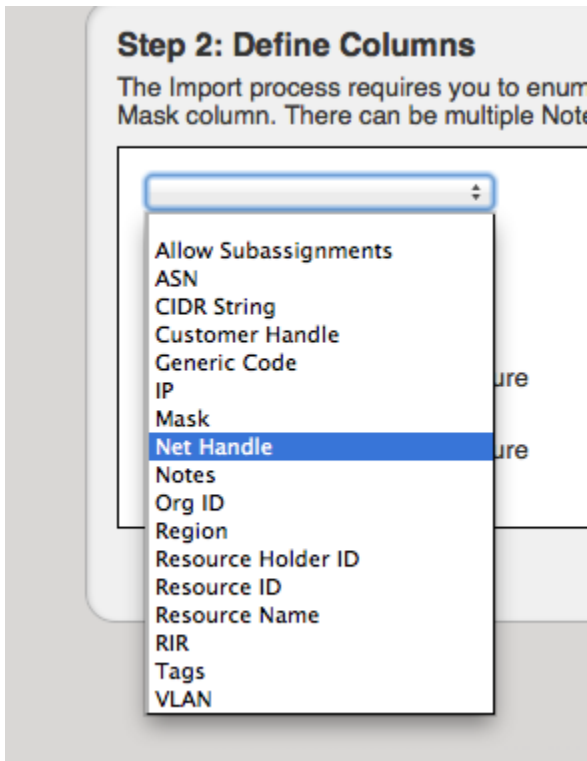 Step 2: Define Columns
The Import process requires you to enum
Mask column. There can be multiple Note
Allow Subassignments
ASN
CIDR String
Customer Handle
Generic Code
IP
ure
Mask
Net Handle
ure
Notes
Org ID
Region
Resource Holder ID
Resource ID
Resource Name
RIR
Tags
VLAN